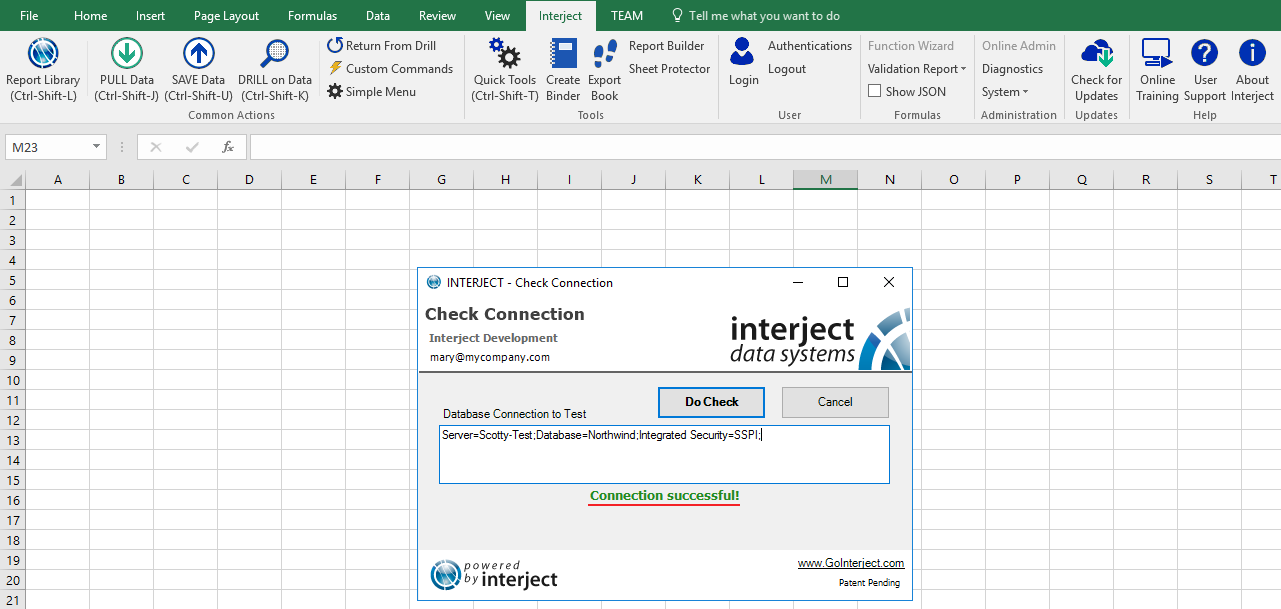 File Home Insert Page Layout Formulas Data Review View Interject TEAM Tell me what you want to do
Report Library (Ctrl-Shift-L)
PULL Data (Ctrl-Shift-J)
SAVE Data (Ctrl-Shift-U)
DRILL on Data (Ctrl-Shift-K)
Return From Drill
Custom Commands
Simple Menu
Common Actions
Quick Tools (Ctrl-Shift-T)
Create Binder
Export Book
Report Builder
Sheet Protector
Tools
Login
Authentications
Logout
User
Function Wizard
Validation Report
Show JSON
Formulas
Online Admin
Diagnostics
System
Administration
Check for Updates
Updates
Online Training
User Support
About Interject
Help
M23
fx
A B C D E F G H I J K L M N O P Q R S T
1
2
3
4
5
6
7
8
9
10
11
12
13
14
15
16
17
18
19
20
21
INTERJECT - Check Connection
Check Connection
Interject Development
mary@mycompany.com
interject
data systems
Do Check
Cancel
Database Connection to Test
Server=Scotty-Test;Database=Northwind;Integrated Security=SSPI;
Connection successful!
powered
by interject
www.GoInterject.com
Patent Pending